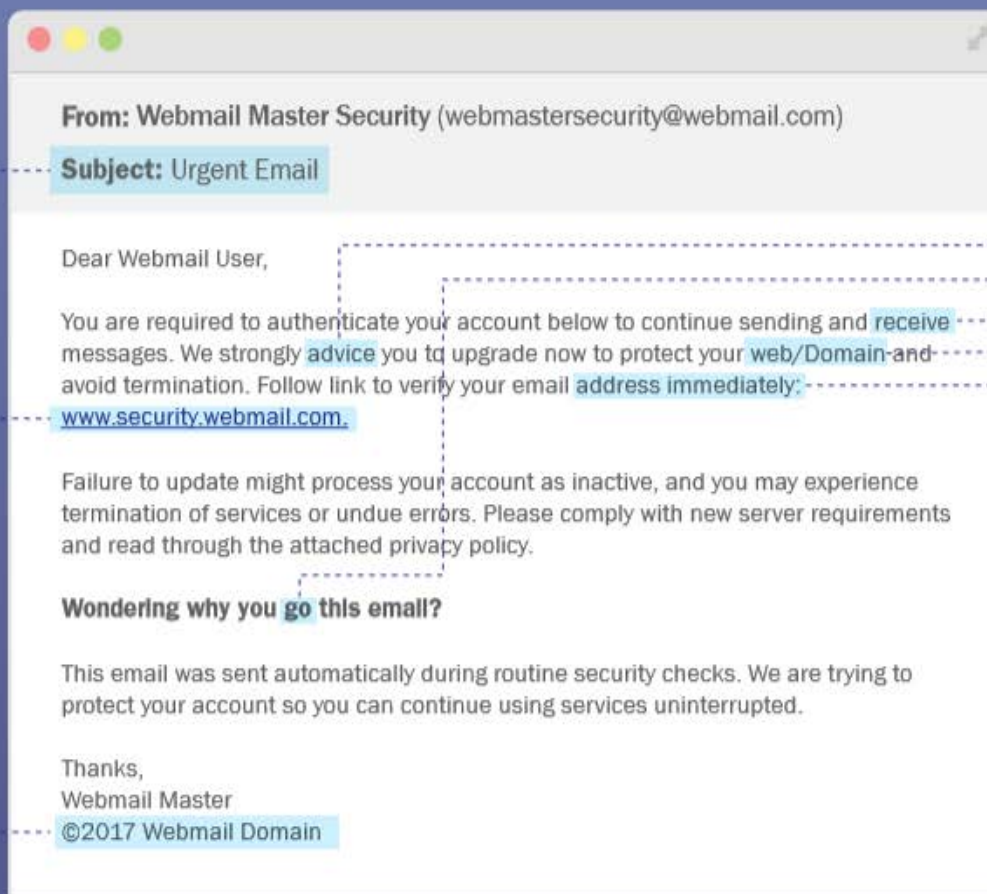 From: Webmail Master Security (webmastersecurity@webmail.com)
Subject: Urgent Email
Dear Webmail User,
You are required to authenticate your account below to continue sending and receive
messages. We strongly advice you to upgrade now to protect your web/Domain and
avoid termination. Follow link to verify your email address immediately:
www.security.webmail.com.
Failure to update might process your account as inactive, and you may experience
termination of services or undue errors. Please comply with new server requirements
and read through the attached privacy policy.
Wondering why you go this email?
This email was sent automatically during routine security checks. We are trying to
protect your account so you can continue using services uninterrupted.
Thanks,
Webmail Master
©2017 Webmail Domain